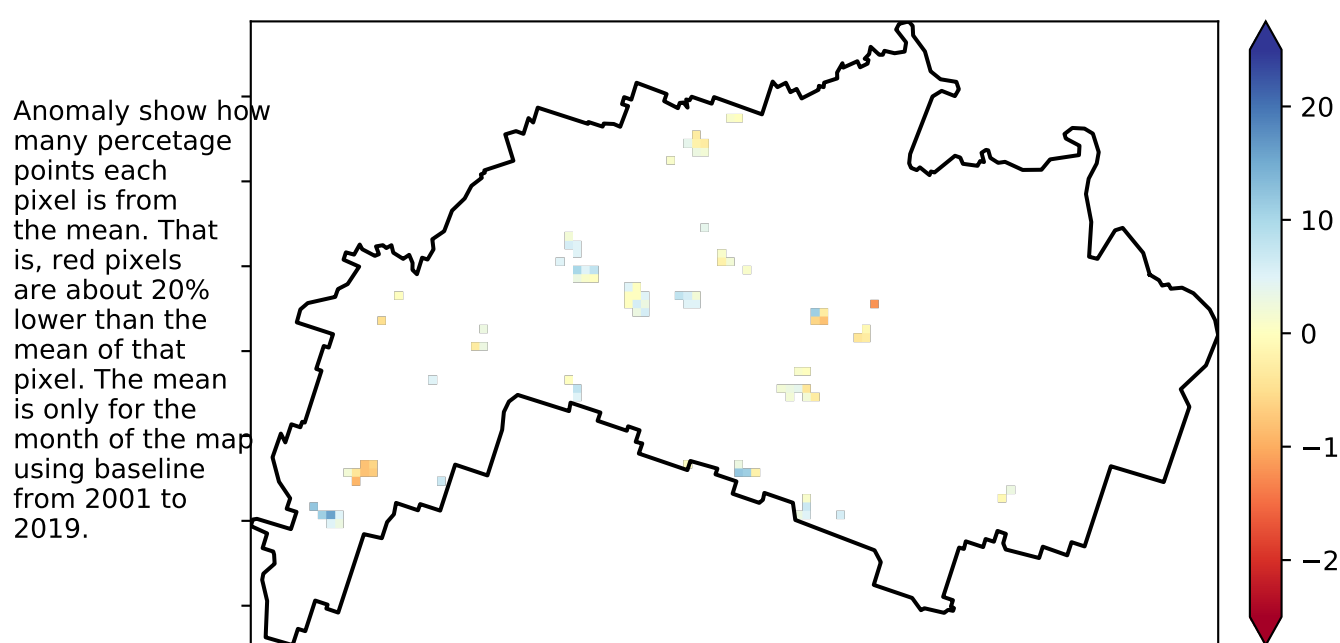 Anomaly show how
many percetage
points each
pixel is from
the mean. That
is, red pixels
are about 20%
lower than the
mean of that
pixel. The mean
is only for the
month of the map
using baseline
from 2001 to
2019.
20
10
0
−1
−2